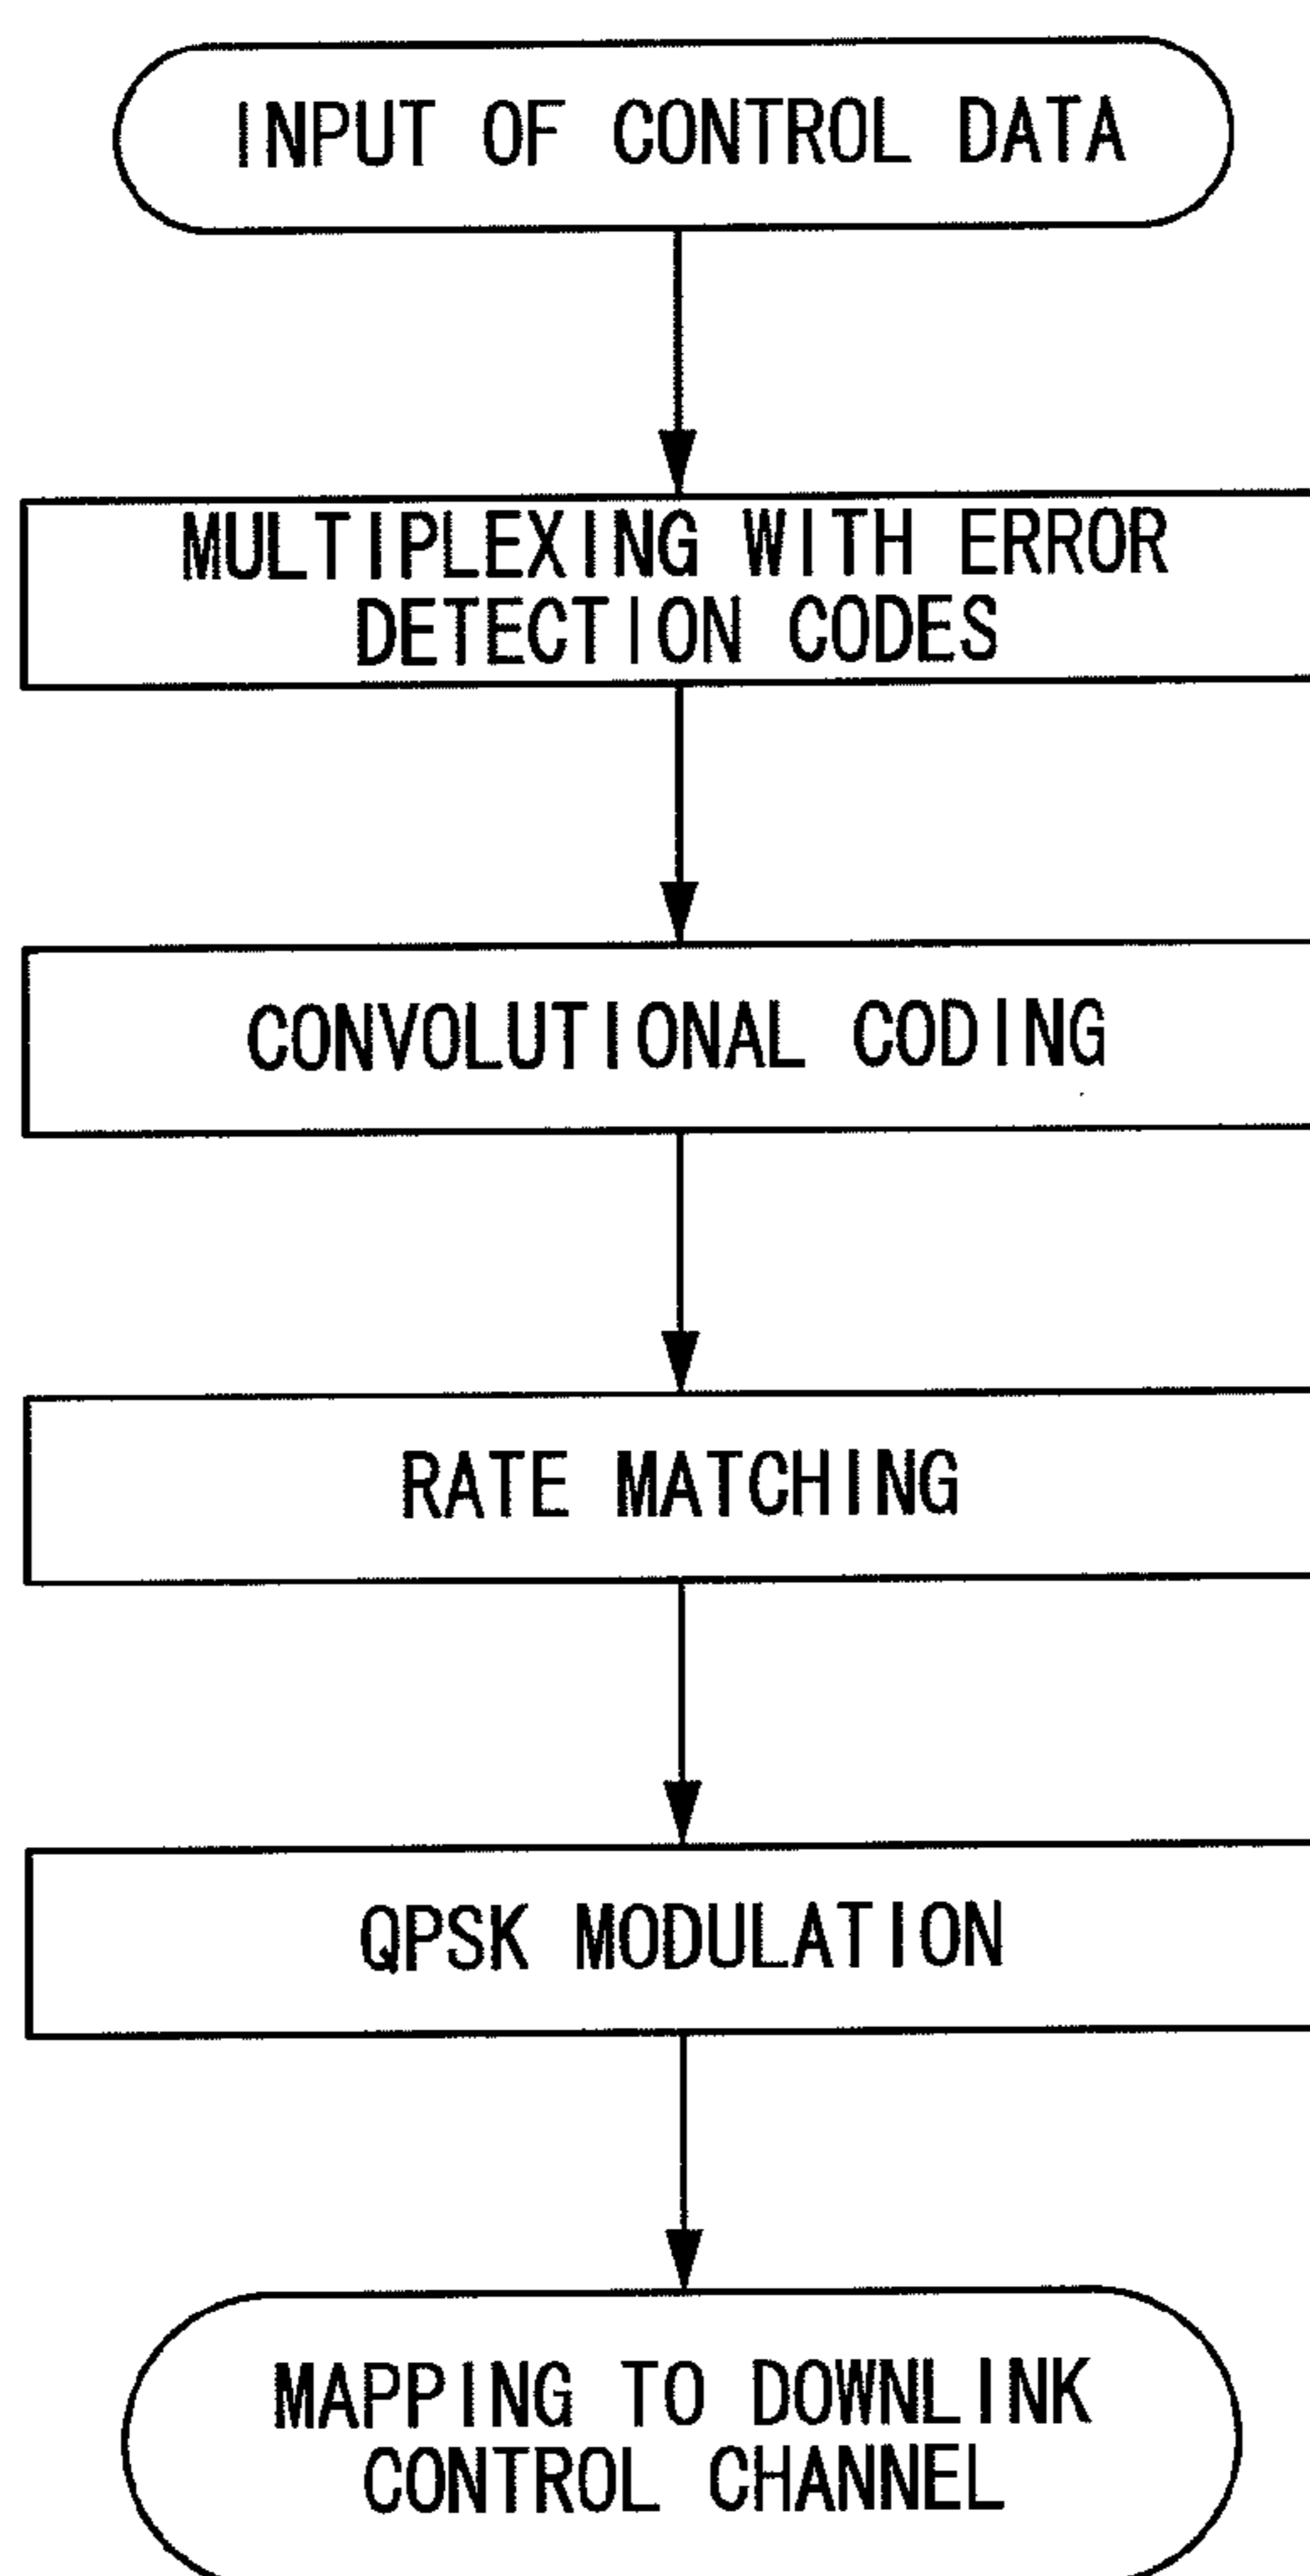 INPUT OF CONTROL DATA
MULTIPLEXING WITH ERROR
DETECTION CODES
CONVOLUTIONAL CODING
RATE MATCHING
QPSK MODULATION
MAPPING TO DOWNLINK
CONTROL CHANNEL